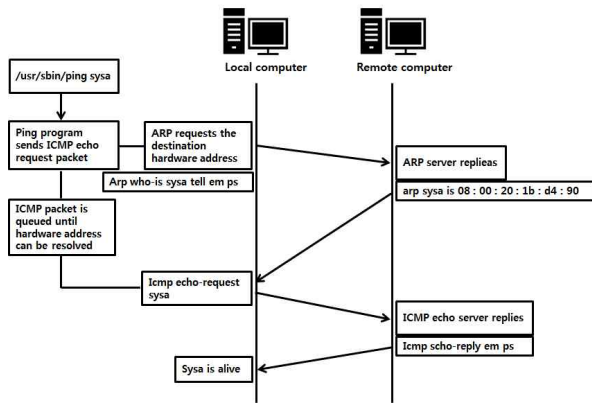 Local computer
Remote computer
/usr/sbin/ping sysa
Ping program
sends ICMP echo
request packet
ARP requests the
destination
hardware address
Arp who-is sysa tell em ps
ARP server replieas
arp sysa is 08 : 00 : 20 : 1b : d4 : 90
ICMP packet is
queued until
hardware address
can be resolved
Icmp echo-request
sysa
ICMP echo server replies
Icmp scho-reply em ps
Sysa is alive